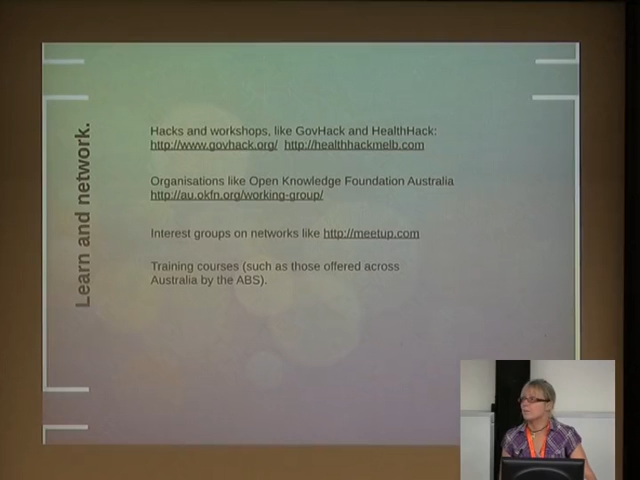 Learn and network.
Hacks and workshops, like GovHack and HealthHack:
http://www.govhack.org/ http://healthhackmelb.com
Organisations like Open Knowledge Foundation Australia
http://au.okfn.org/working-group/
Interest groups on networks like http://meetup.com
Training courses (such as those offered across
Australia by the ABS).